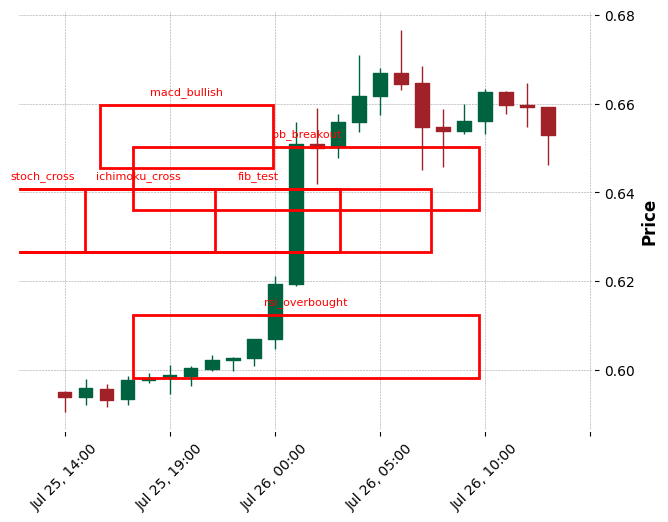 0.68
macd_bullish
0.66
bb_breakout
stoch_cross
ichimoku_cross
fib_test
0.64
Price
0.62
rsi_overbought
0.60
Jul 25, 14:00
Jul 25, 19:00
Jul 26, 00:00
Jul 26, 05:00
Jul 26, 10:00